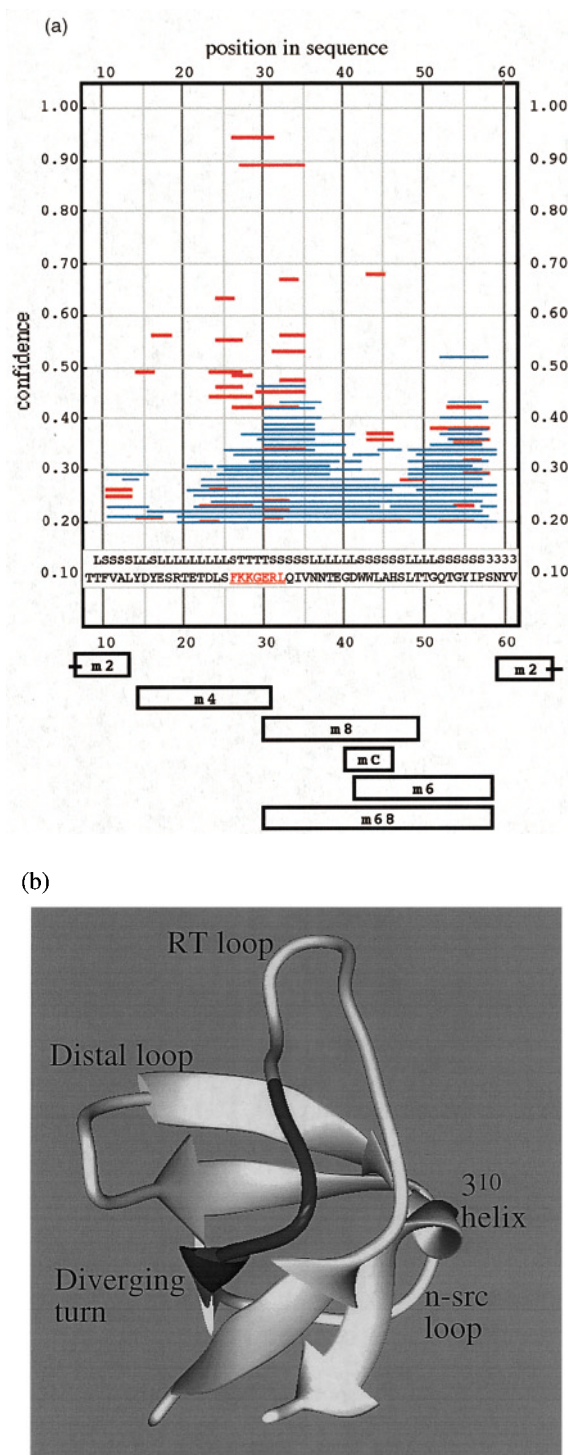 (a)
position in sequence
10 20 30 40 50 60
1.00 1.00
0.90 0.90
0.80 0.80
0.70 0.70
0.60 0.60
confidence
0.50 0.50
0.40 0.40
0.30 0.30
0.20 0.20
LSSSSLLSLLLLLLLLLSTTTTSSSSSLLLLLLSSSSSSLLLLSSSSSS3333
0.10 TTFVALYDYESRTETDLSFKKGERLQIVNNTEGDWWLAHSLTTGQTGYIPSNYV 0.10
10 20 30 40 50 60
m2 m2
m4
m8
mC
m6
m68
(b)
RT loop
Distal loop
310
helix
Diverging
turn
n-src
loop